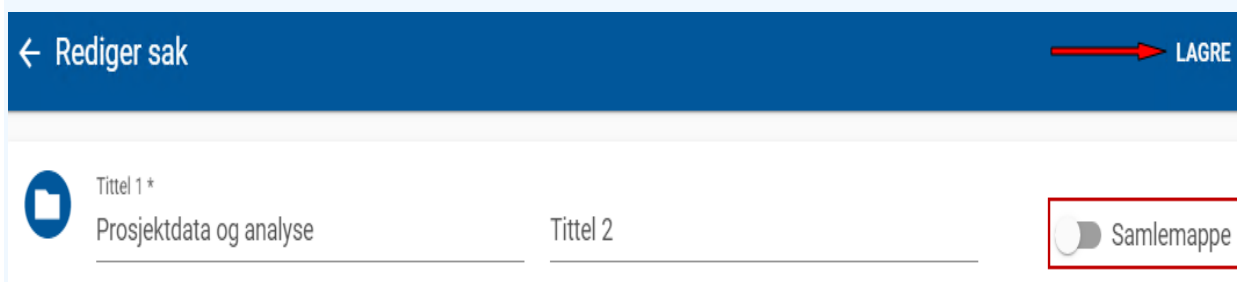 ← Rediger sak
LAGRE
Tittel 1 *
Prosjektdata og analyse
Tittel 2
Samlemappe